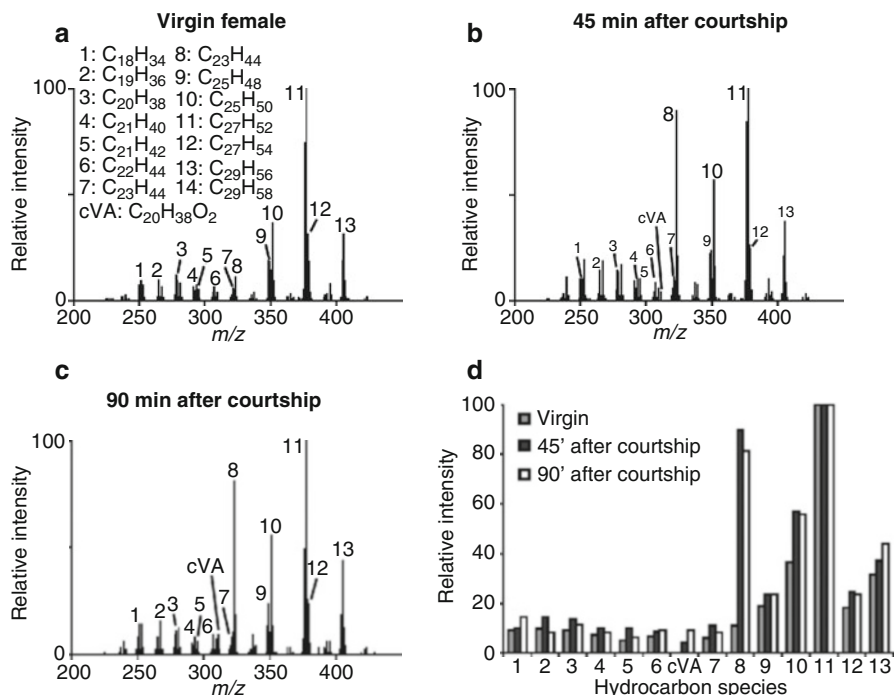 a
Virgin female
1: C18H34 8: C23H44
2: C19H36 9: C25H48
3: C20H38 10: C25H50
4: C21H40 11: C27H52
5: C21H42 12: C27H54
6: C22H44 13: C29H56
7: C23H44 14: C29H58
cVA: C20H38O2
Relative intensity
100
0
1
2
3
4
5
6
7
8
9
10
11
12
13
200
250
300
350
400
m/z
b
45 min after courtship
Relative intensity
100
0
1
2
3
4
5
6
cVA
7
8
9
10
11
12
13
200
250
300
350
400
m/z
c
90 min after courtship
Relative intensity
100
0
1
2
3
4
5
6
cVA
7
8
9
10
11
12
13
200
250
300
350
400
m/z
d
Virgin
45' after courtship
90' after courtship
Relative intensity
100
80
60
40
20
0
1 2 3 4 5 6 cVA 7 8 9 10 11 12 13
Hydrocarbon species